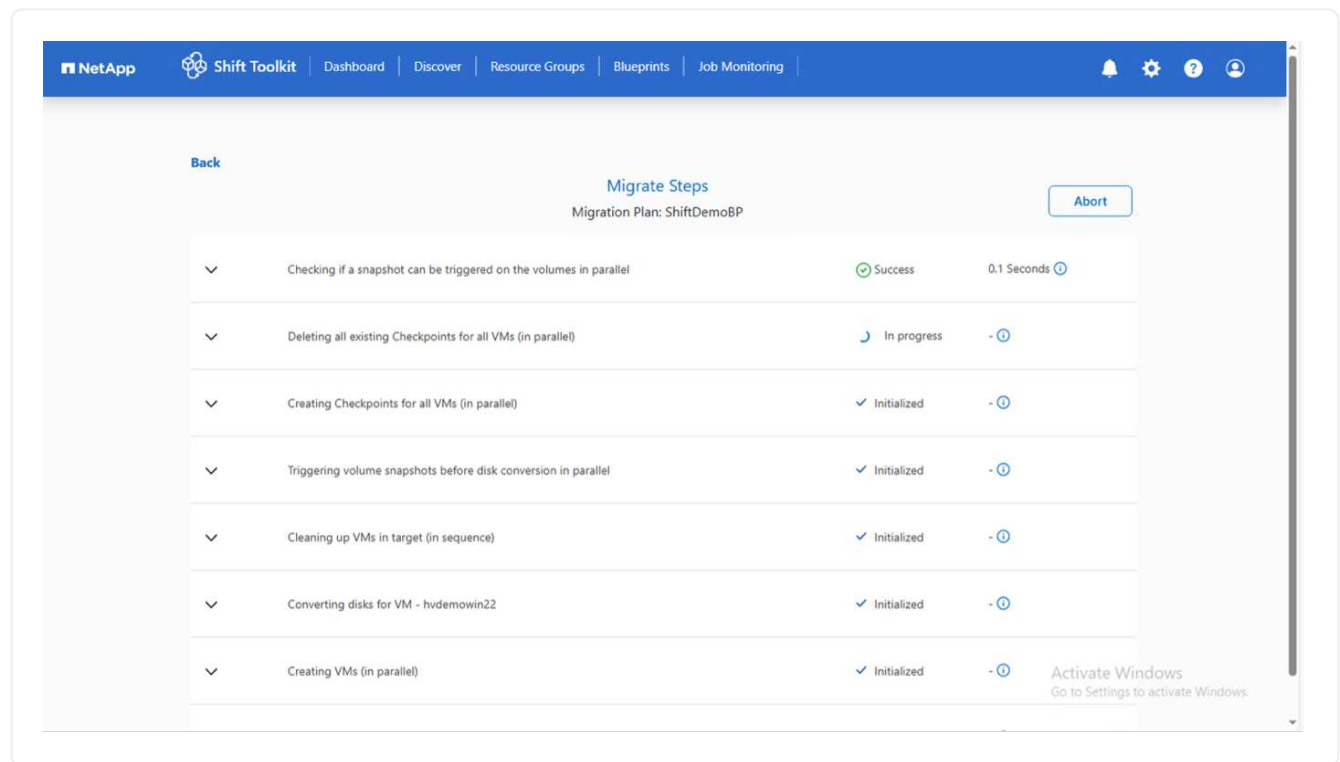 NetApp Shift Toolkit Dashboard Discover Resource Groups Blueprints Job Monitoring
Back
Migrate Steps
Migration Plan: ShiftDemoBP
Abort
Checking if a snapshot can be triggered on the volumes in parallel Success 0.1 Seconds
Deleting all existing Checkpoints for all VMs (in parallel) In progress -
Creating Checkpoints for all VMs (in parallel) Initialized -
Triggering volume snapshots before disk conversion in parallel Initialized -
Cleaning up VMs in target (in sequence) Initialized -
Converting disks for VM - hvdemowin22 Initialized -
Creating VMs (in parallel) Initialized -
Activate Windows
Go to Settings to activate Windows.